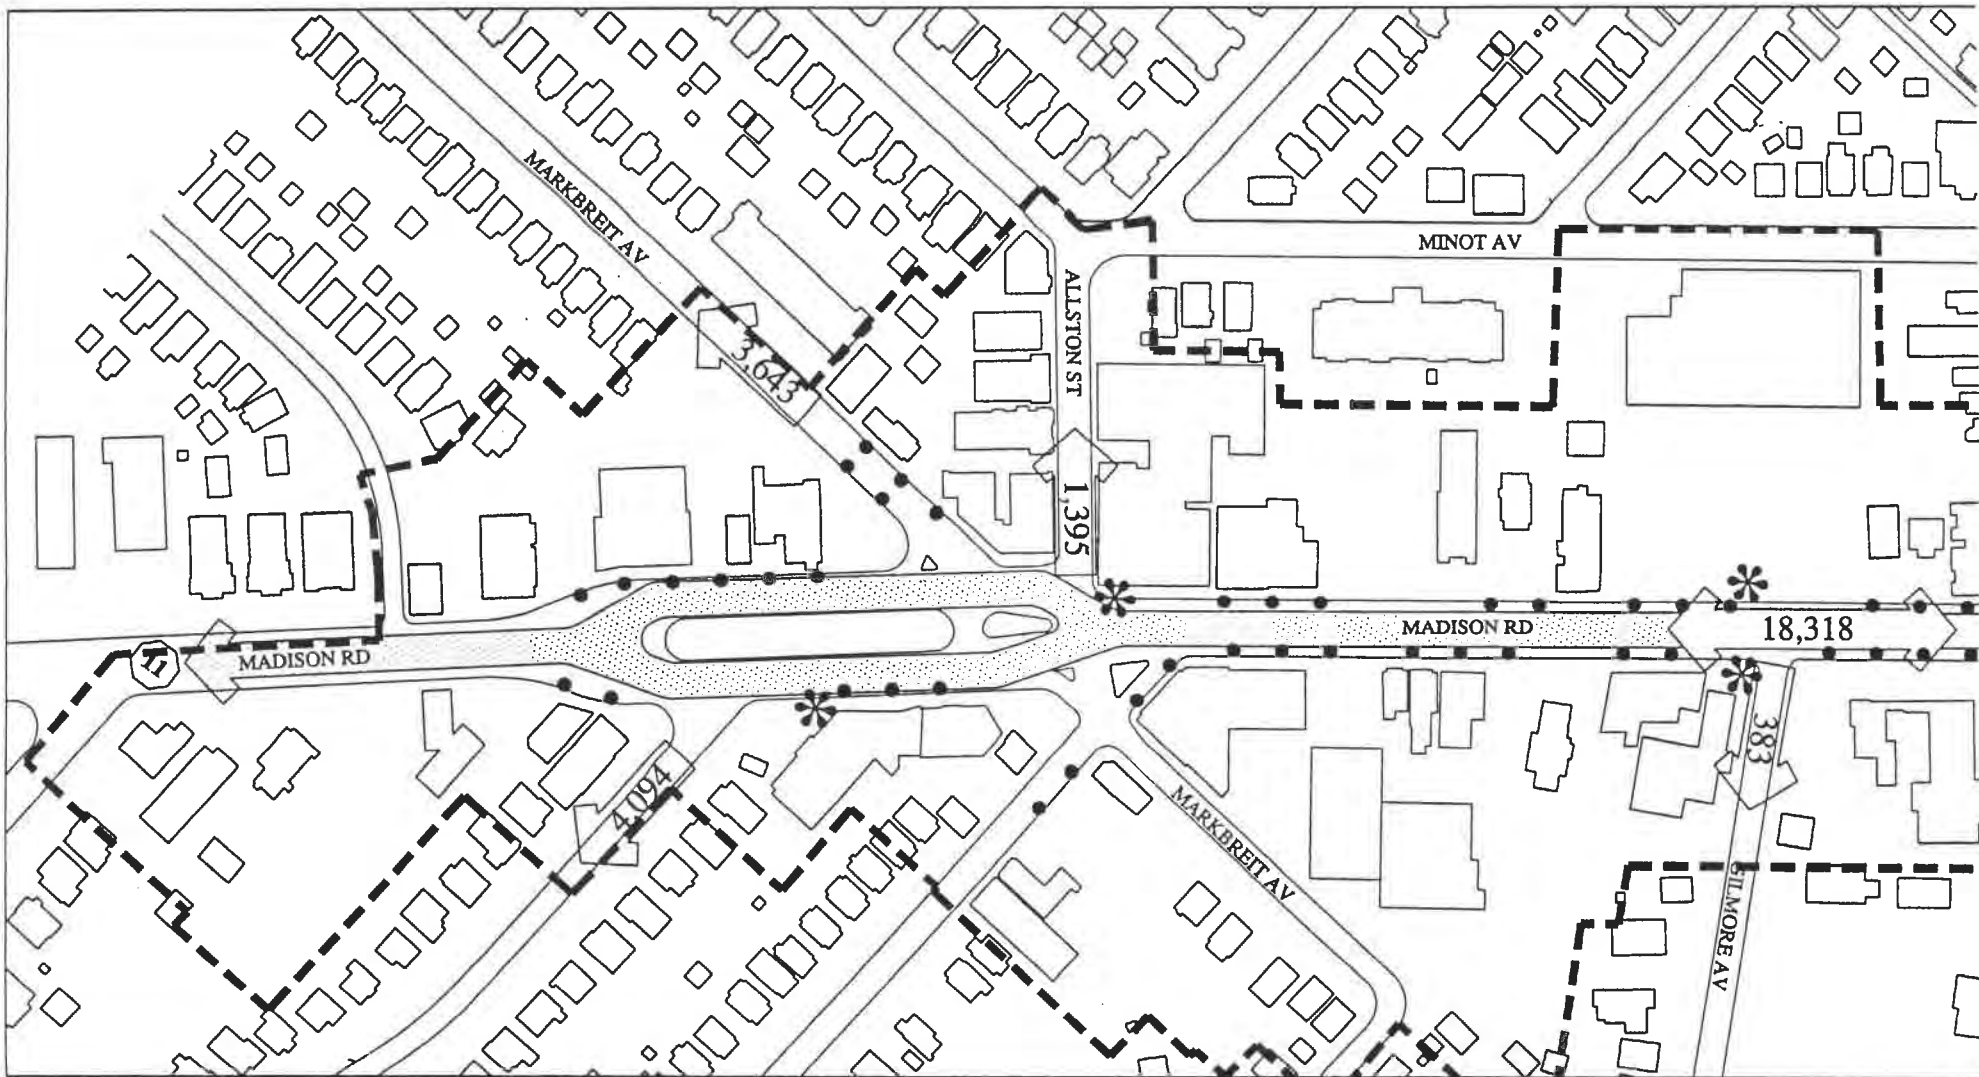 MARKBREIT AV
MINOT AV
ALLSTON ST
3,643
1,395
MADISON RD
18,318
11
MADISON RD
383
4,094
MARKBREIT AV
GILMORE AV